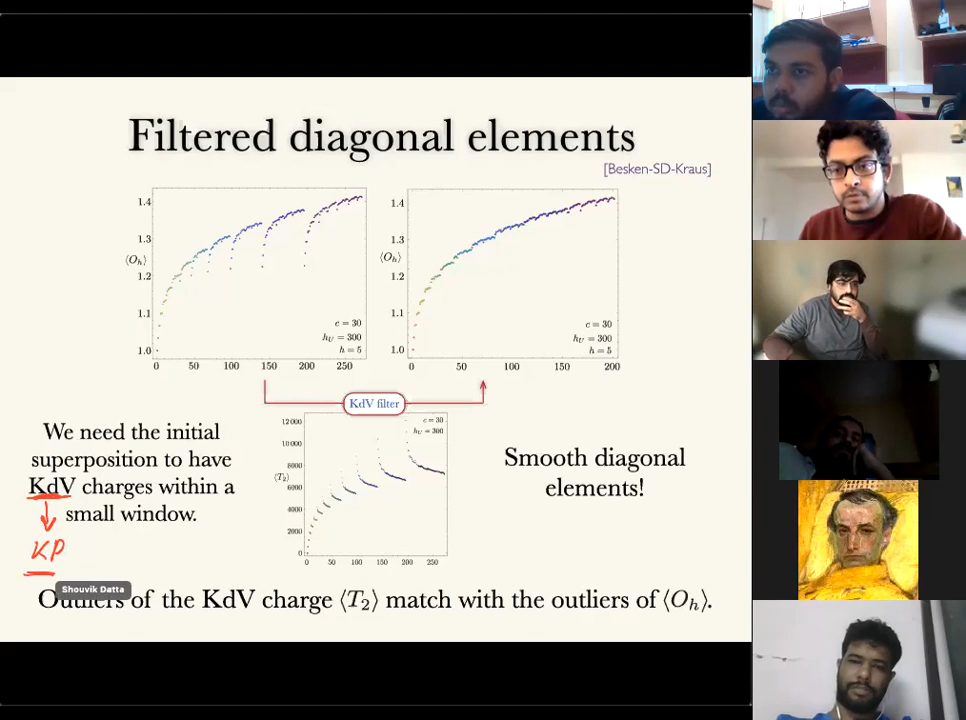 Filtered diagonal elements
[Besken-SD-Kraus]
1.4
1.3
⟨O_h⟩
1.2
1.1
1.0
c = 30
h_U = 300
h = 5
0 50 100 150 200 250
1.4
1.3
⟨O_h⟩
1.2
1.1
1.0
c = 30
h_U = 300
h = 5
0 50 100 150 200
KdV filter
We need the initial
superposition to have
KdV charges within a
small window.
KP
12000
10000
8000
⟨T_2⟩
6000
4000
2000
0
c = 30
h_U = 300
0 50 100 150 200 250
Smooth diagonal
elements!
Shouvik Datta
Outliers of the KdV charge ⟨T_2⟩ match with the outliers of ⟨O_h⟩.